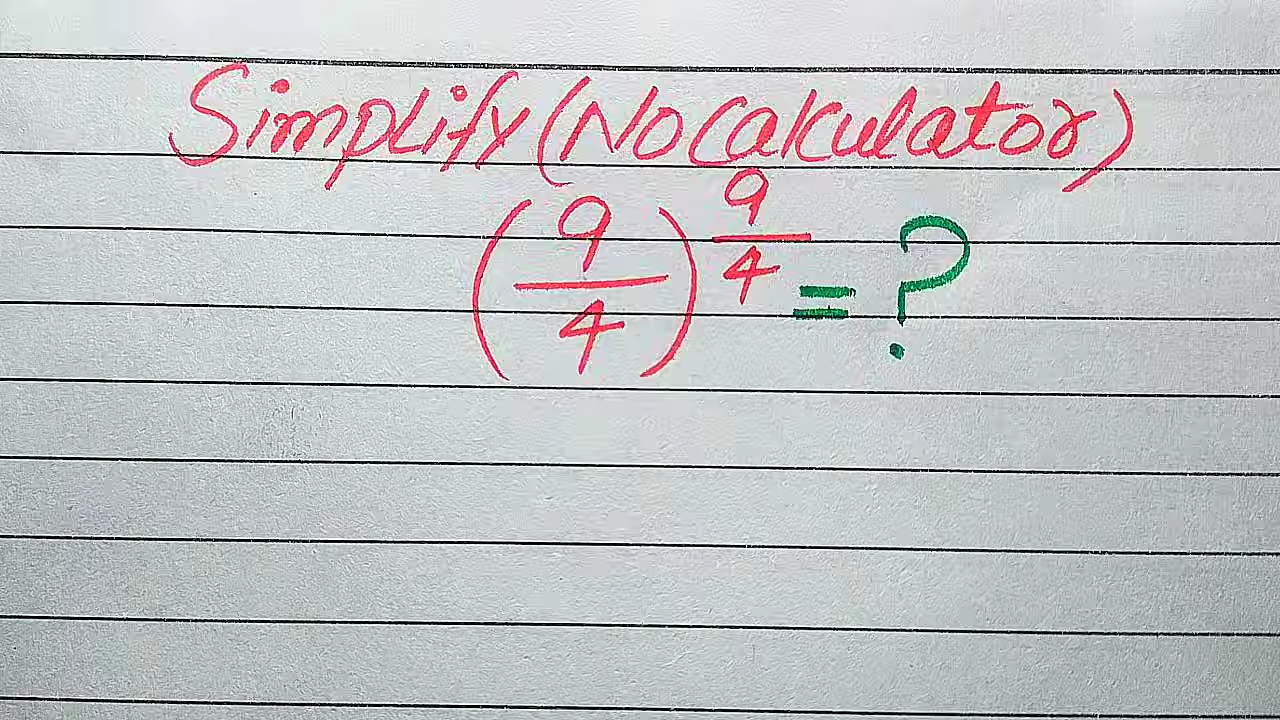 Simplify (No Calculator)
(9/4)^(9/4) = ?